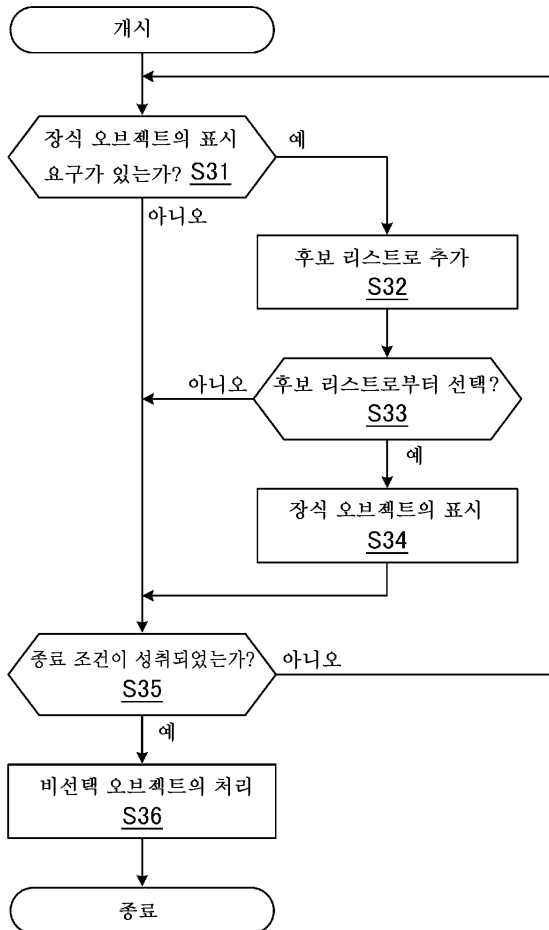 개시
장식 오브젝트의 표시
요구가 있는가? S31
예
아니오
후보 리스트로 추가
S32
아니오
후보 리스트로부터 선택?
S33
예
장식 오브젝트의 표시
S34
종료 조건이 성취되었는가?
S35
아니오
예
비선택 오브젝트의 처리
S36
종료